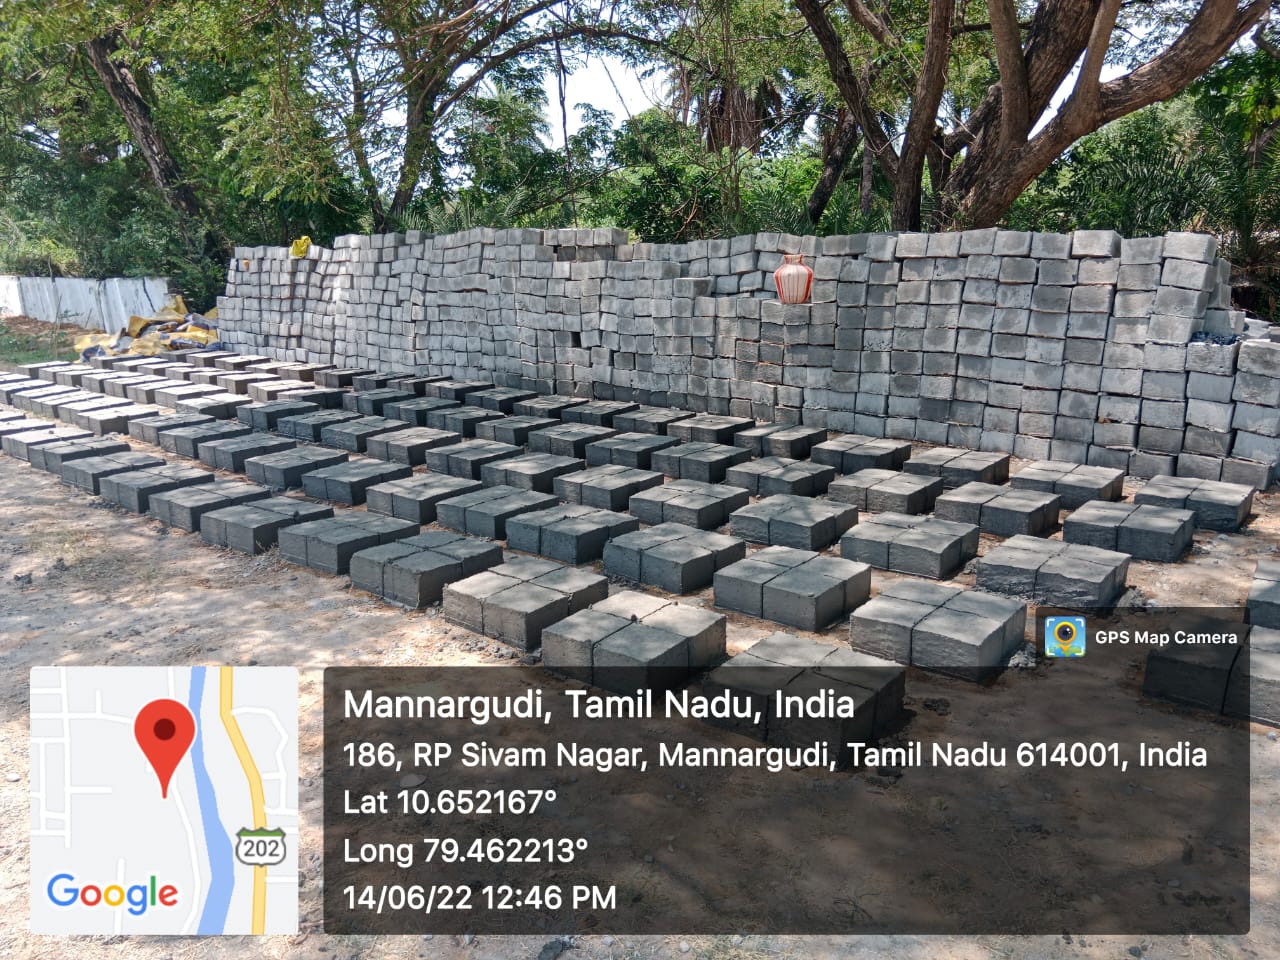 GPS Map Camera
Mannargudi, Tamil Nadu, India
186, RP Sivam Nagar, Mannargudi, Tamil Nadu 614001, India
Lat 10.652167°
Long 79.462213°
14/06/22 12:46 PM
202
Google